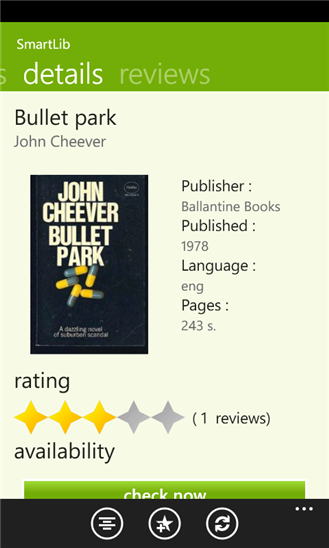 SmartLib
s details reviews
Bullet park
John Cheever
JOHN
CHEEVER
BULLET
PARK
A dazzling novel
of suburban scandal
Publisher :
Ballantine Books
Published :
1978
Language :
eng
Pages :
243 s.
rating
( 1 reviews)
availability
check now